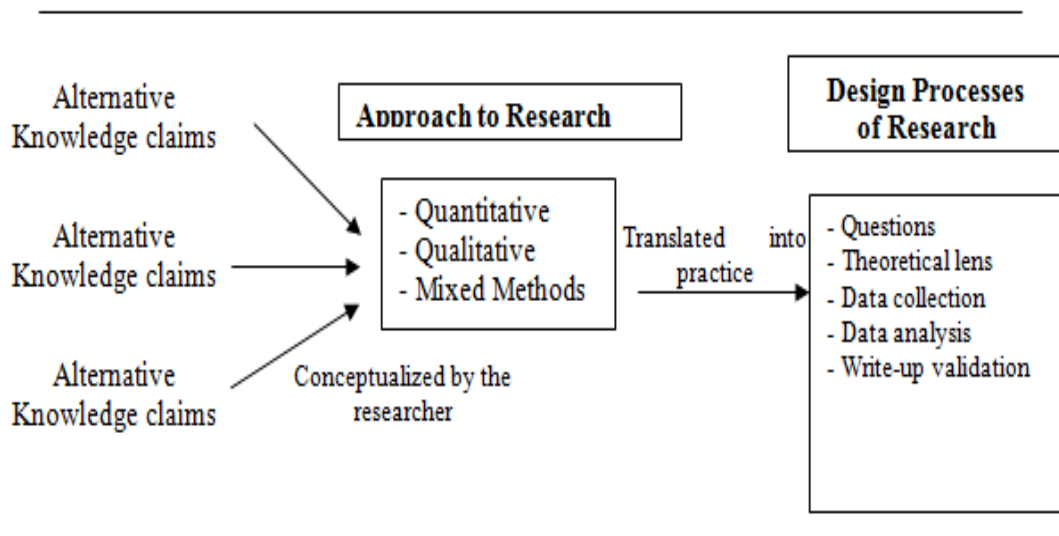 Alternative
Knowledge claims
Alternative
Knowledge claims
Alternative
Knowledge claims
Approach to Research
- Quantitative
- Qualitative
- Mixed Methods
Conceptualized by the
researcher
Translated into
practice
Design Processes
of Research
- Questions
- Theoretical lens
- Data collection
- Data analysis
- Write-up validation